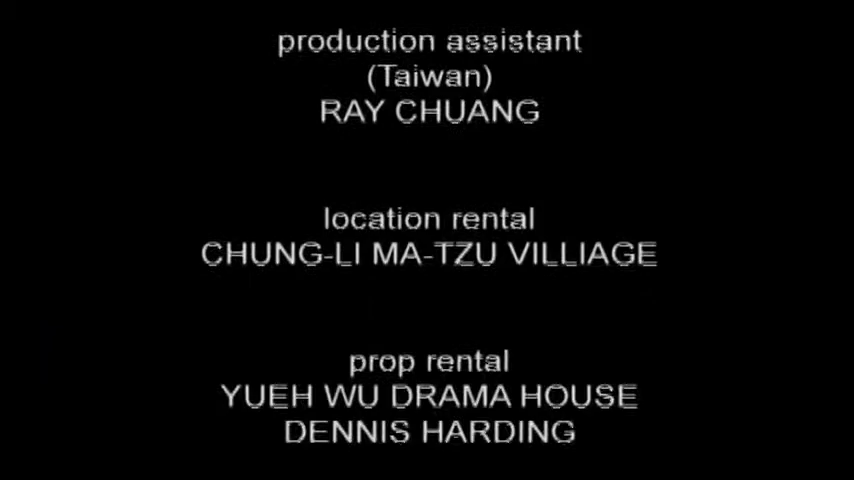 production assistant
(Taiwan)
RAY CHUANG
location rental
CHUNG-LI MA-TZU VILLIAGE
prop rental
YUEH WU DRAMA HOUSE
DENNIS HARDING